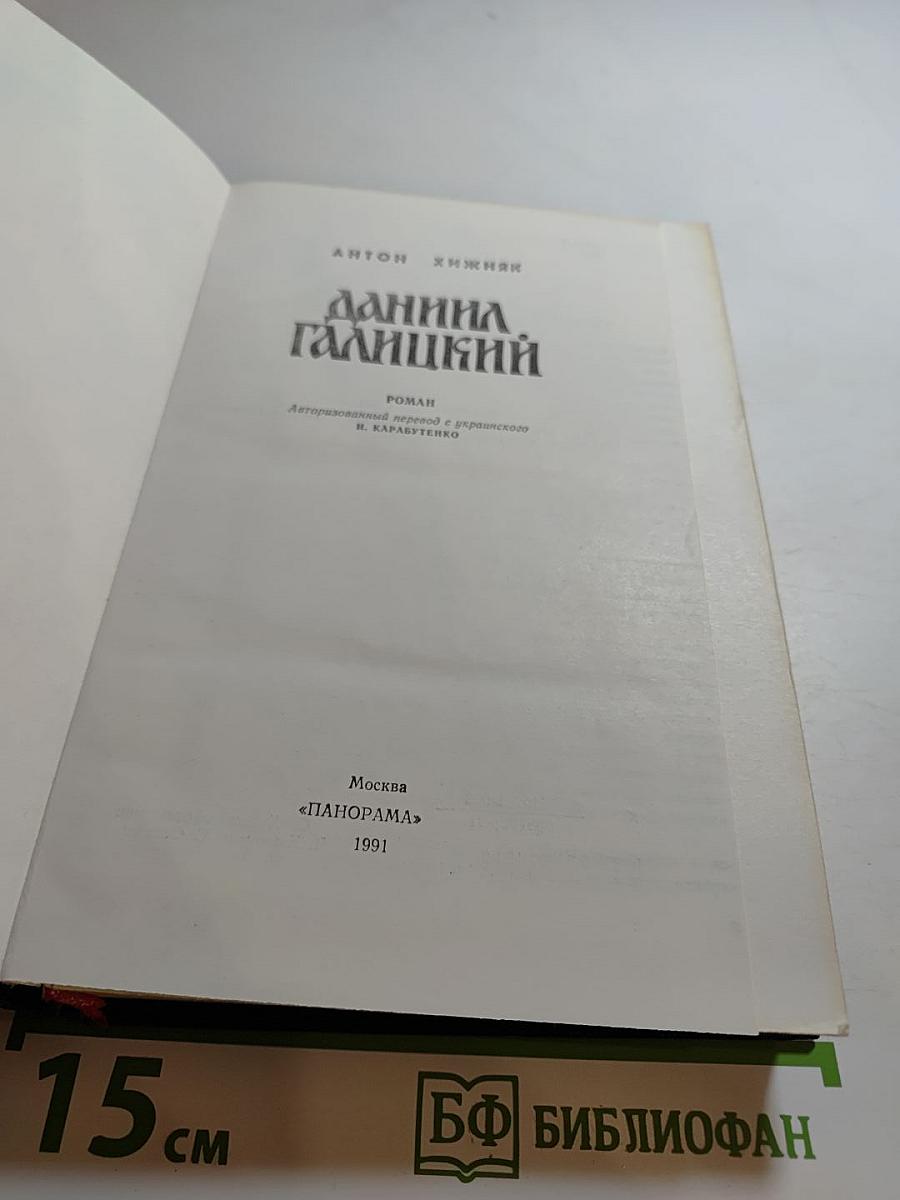 АНТОН ХИЖНЯК
ДАНИИЛ
ГАЛИЦКИЙ
РОМАН
Авторизованный перевод с украинского
И. КАРАБУТЕНКО
Москва
«ПАНОРАМА»
1991
15 см
БФ БИБЛИОФАН